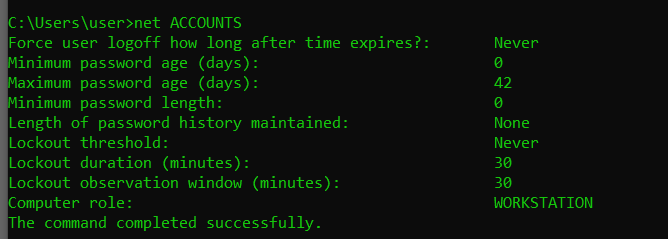 C:\Users\user>net ACCOUNTS
Force user logoff how long after time expires?: Never
Minimum password age (days): 0
Maximum password age (days): 42
Minimum password length: 0
Length of password history maintained: None
Lockout threshold: Never
Lockout duration (minutes): 30
Lockout observation window (minutes): 30
Computer role: WORKSTATION
The command completed successfully.